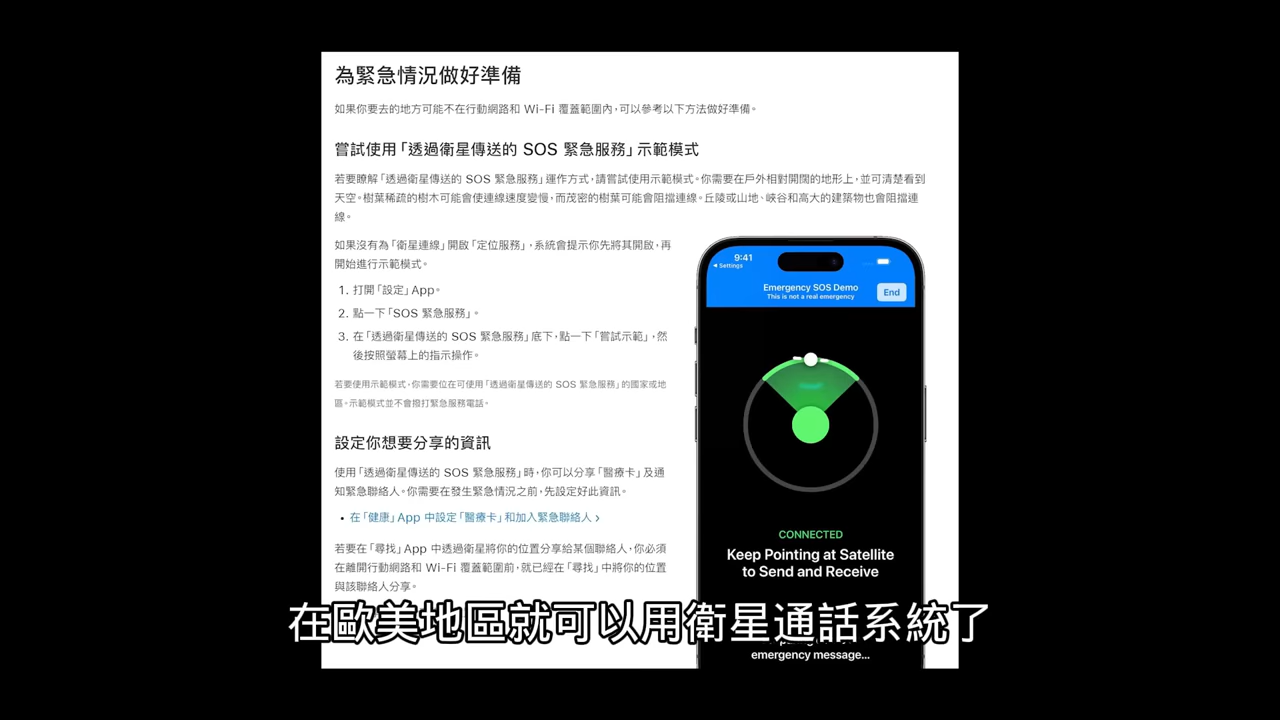 為緊急情況做好準備
如果你要去的地方可能不在行動網路和 Wi-Fi 覆蓋範圍內，可以參考以下方法做好準備。
嘗試使用「透過衛星傳送的 SOS 緊急服務」示範模式
若要瞭解「透過衛星傳送的 SOS 緊急服務」運作方式，請嘗試使用示範模式。你需要在戶外相對開闊的地形上，並可清楚看到
天空。樹葉稀疏的樹木可能會使連線速度變慢，而茂密的樹葉可能會阻擋連線。丘陵或山地、峽谷和高大的建築物也會阻擋連
線。
如果沒有為「衛星連線」開啟「定位服務」，系統會提示你先將其開啟，再
開始進行示範模式。
1. 打開「設定」App。
2. 點一下「SOS 緊急服務」。
3. 在「透過衛星傳送的 SOS 緊急服務」底下，點一下「嘗試示範」，然
後按照螢幕上的指示操作。
若要使用示範模式，你需要位在可使用「透過衛星傳送的 SOS 緊急服務」的國家或地
區。示範模式並不會撥打緊急服務電話。
設定你想要分享的資訊
使用「透過衛星傳送的 SOS 緊急服務」時，你可以分享「醫療卡」及通
知緊急聯絡人。你需要在發生緊急情況之前，先設定好此資訊。
• 在「健康」App 中設定「醫療卡」和加入緊急聯絡人 >
若要在「尋找」App 中透過衛星將你的位置分享給某個聯絡人，你必須
在離開行動網路和 Wi-Fi 覆蓋範圍前，就已經在「尋找」中將你的位置
與該聯絡人分享。
9:41
◀ Settings
Emergency SOS Demo
This is not a real emergency
End
CONNECTED
Keep Pointing at Satellite
to Send and Receive
emergency message...
在歐美地區就可以用衛星通話系統了